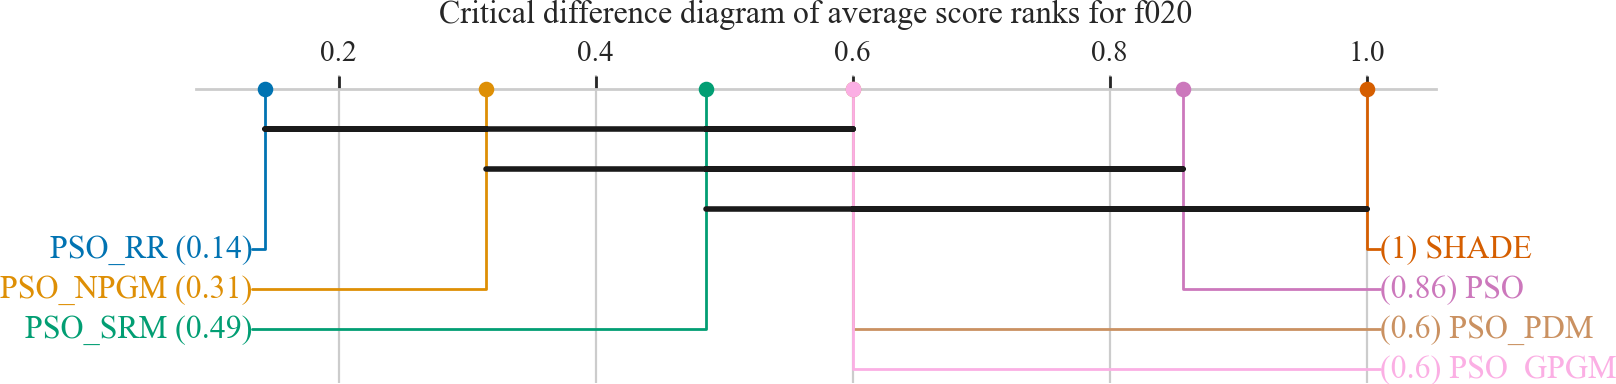 Critical difference diagram of average score ranks for f020
0.2 0.4 0.6 0.8 1.0
PSO_RR (0.14) (1) SHADE
PSO_NPGM (0.31) (0.86) PSO
PSO_SRM (0.49) (0.6) PSO_PDM
(0.6) PSO_GPGM